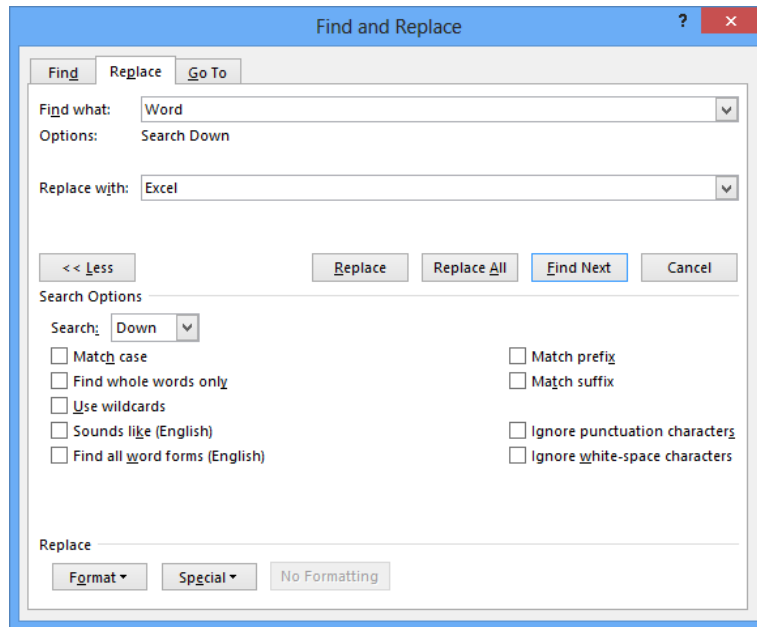 Find and Replace ? ×
Find Replace Go To
Find what: Word
Options: Search Down
Replace with: Excel
<< Less Replace Replace All Find Next Cancel
Search Options
Search: Down
Match case Match prefix
Find whole words only Match suffix
Use wildcards
Sounds like (English) Ignore punctuation characters
Find all word forms (English) Ignore white-space characters
Replace
Format Special No Formatting